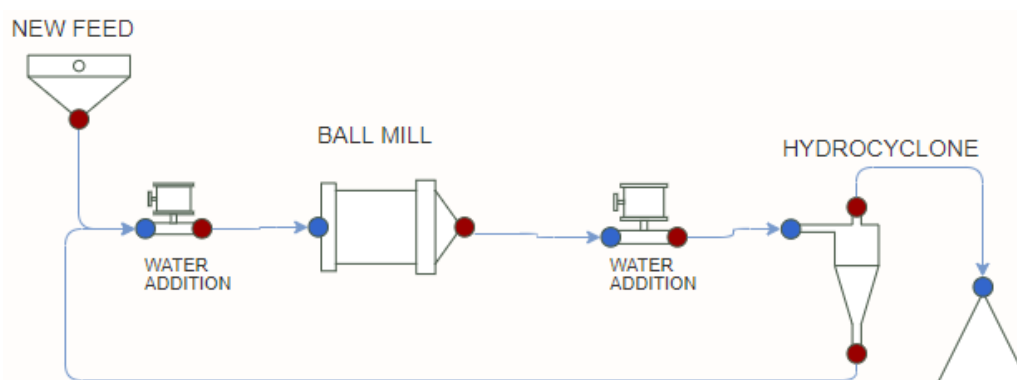 NEW FEED
BALL MILL
HYDROCYCLONE
WATER
ADDITION
WATER
ADDITION